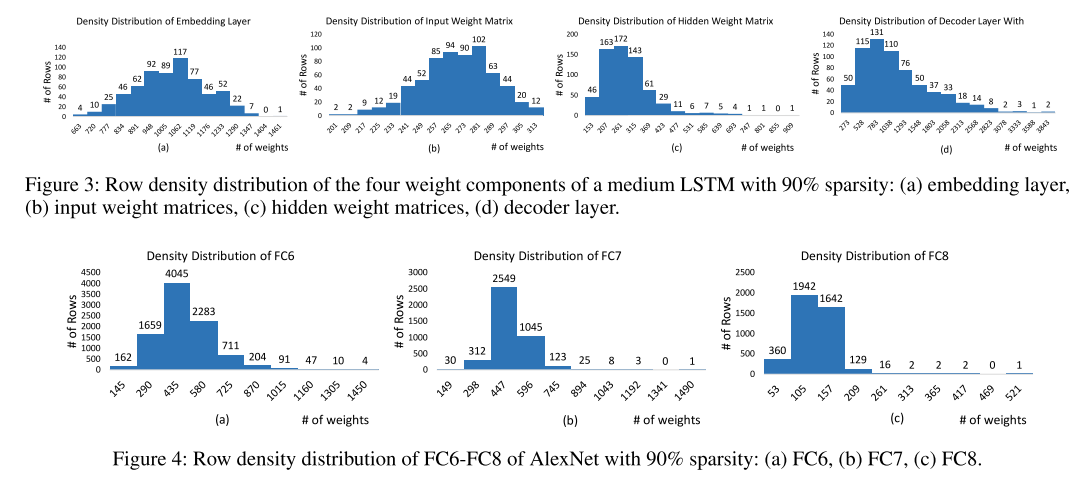 Density Distribution of Embedding Layer
# of Rows
140
120
100
80
60
40
20
0
4 10 25 46 62 92 89 117 77 46 52 22 7 0 1
663 720 777 834 891 948 1005 1062 1119 1176 1233 1290 1347 1404 1461
(a) # of weights
Density Distribution of Input Weight Matrix
# of Rows
120
100
80
60
40
20
0
2 2 9 12 19 44 52 85 94 90 102 63 44 20 12
201 209 217 225 233 241 249 257 265 273 281 289 297 305 313
(b) # of weights
Density Distribution of Hidden Weight Matrix
# of Rows
200
150
100
50
0
46 163 172 143 61 29 11 6 7 5 4 1 1 0 1
153 207 261 315 369 423 477 531 585 639 693 747 801 855 909
(c) # of weights
Density Distribution of Decoder Layer With
# of Rows
140
120
100
80
60
40
20
0
50 115 131 110 76 50 37 33 18 14 8 2 3 1 2
273 528 783 1038 1293 1548 1803 2058 2313 2568 2823 3078 3333 3588 3843
(d) # of weights
Figure 3: Row density distribution of the four weight components of a medium LSTM with 90% sparsity: (a) embedding layer,
(b) input weight matrices, (c) hidden weight matrices, (d) decoder layer.
Density Distribution of FC6
# of Rows
4500
4000
3500
3000
2500
2000
1500
1000
500
0
162 1659 4045 2283 711 204 91 47 10 4
145 290 435 580 725 870 1015 1160 1305 1450
(a) # of weights
Density Distribution of FC7
# of Rows
3000
2500
2000
1500
1000
500
0
30 312 2549 1045 123 25 8 3 0 1
149 298 447 596 745 894 1043 1192 1341 1490
(b) # of weights
Density Distribution of FC8
# of Rows
2500
2000
1500
1000
500
0
360 1942 1642 129 16 2 2 2 0 1
53 105 157 209 261 313 365 417 469 521
(c) # of weights
Figure 4: Row density distribution of FC6-FC8 of AlexNet with 90% sparsity: (a) FC6, (b) FC7, (c) FC8.